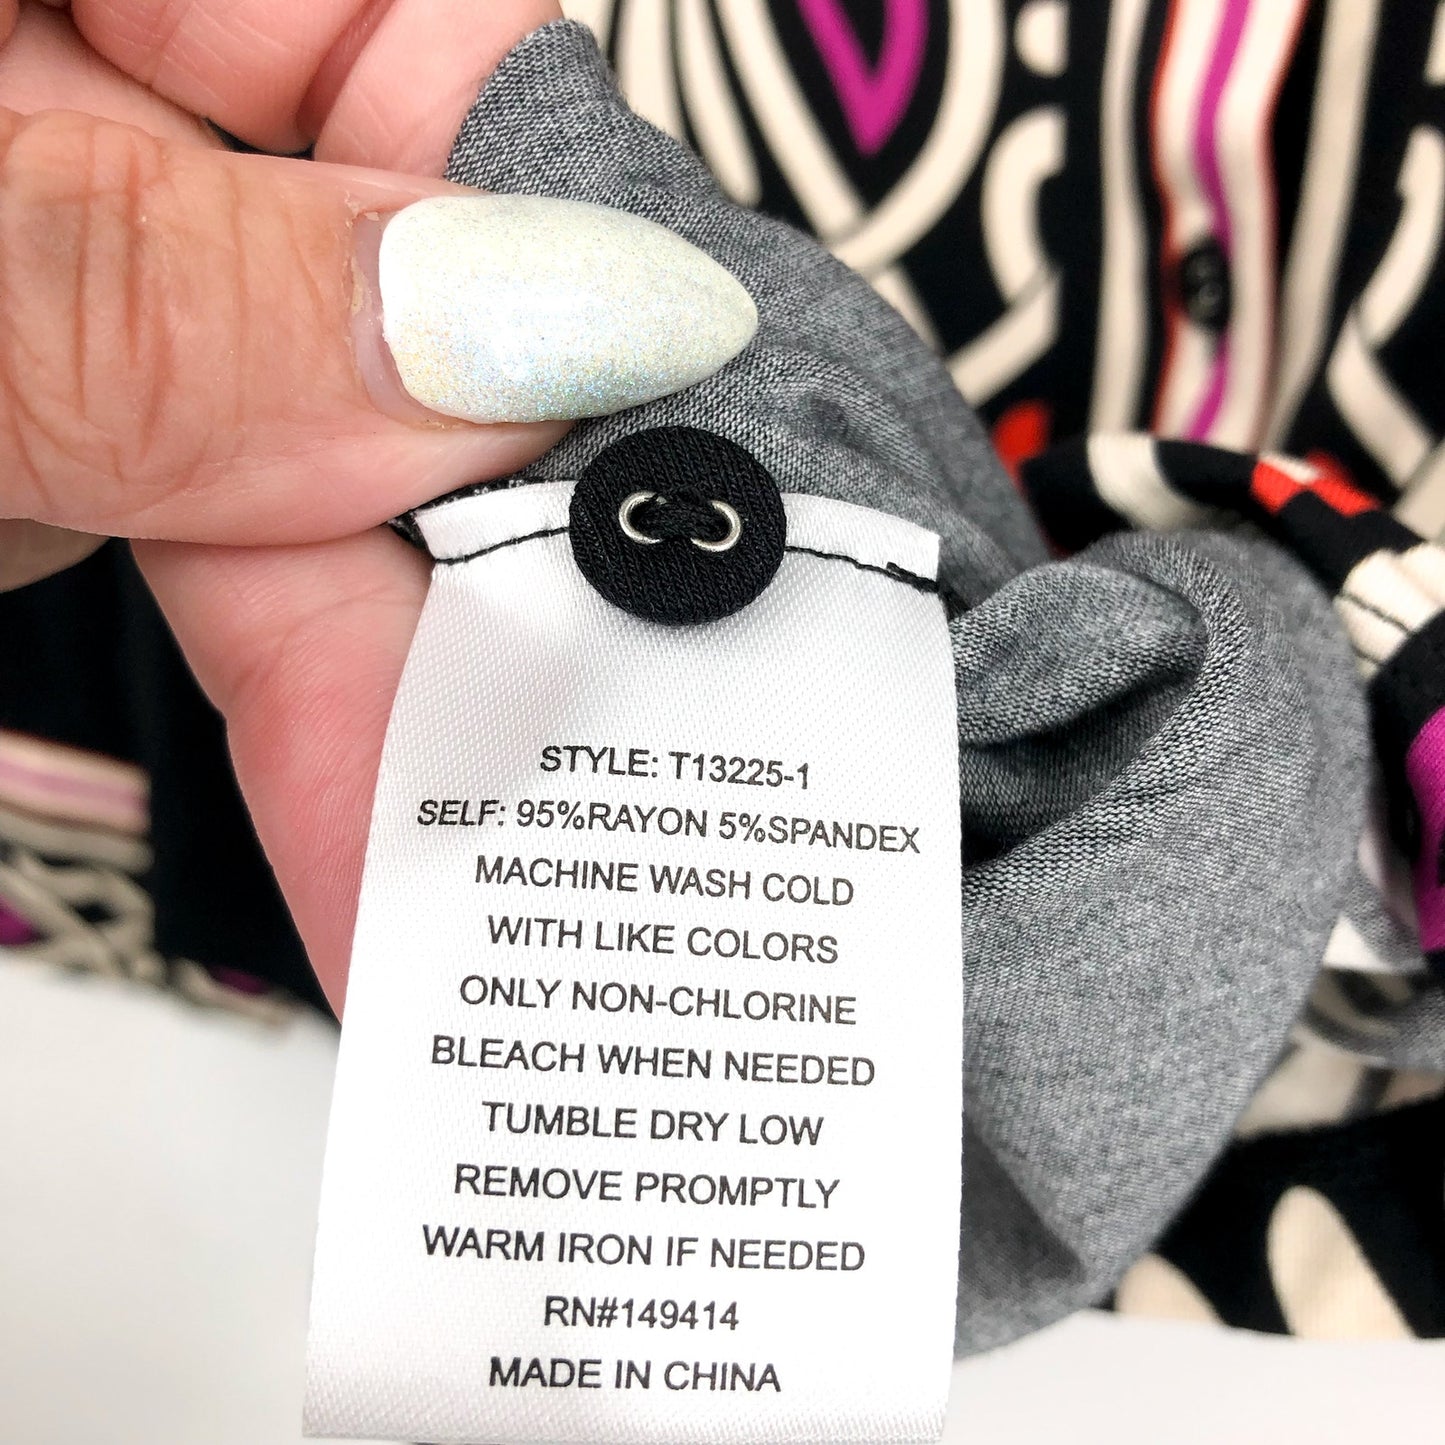 STYLE: T13225-1
SELF: 95%RAYON 5%SPANDEX
MACHINE WASH COLD
WITH LIKE COLORS
ONLY NON-CHLORINE
BLEACH WHEN NEEDED
TUMBLE DRY LOW
REMOVE PROMPTLY
WARM IRON IF NEEDED
RN#149414
MADE IN CHINA